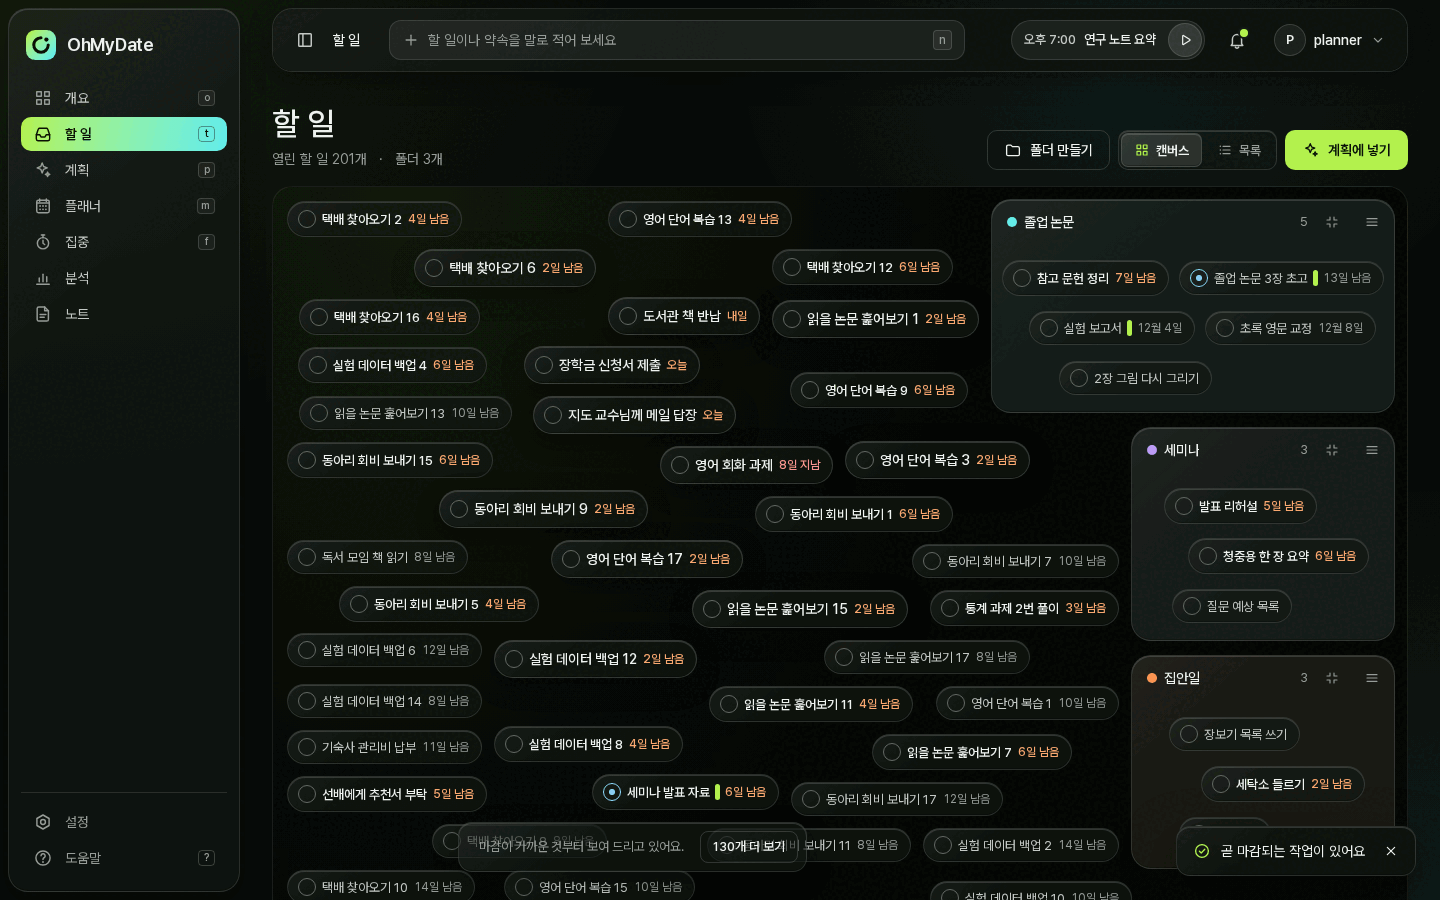 OhMyDate
개요 o
할 일 t
계획 p
플래너 m
집중 f
분석
노트
설정
도움말 ?
할 일
할 일이나 약속을 말로 적어 보세요 n
오후 7:00 연구 노트 요약
P planner
할 일
열린 할 일 201개 · 폴더 3개
폴더 만들기
캔버스
목록
계획에 넣기
택배 찾아오기 2 4일 남음
영어 단어 복습 13 4일 남음
택배 찾아오기 6 2일 남음
택배 찾아오기 12 6일 남음
택배 찾아오기 16 4일 남음
도서관 책 반납 내일
읽을 논문 훑어보기 1 2일 남음
실험 데이터 백업 4 6일 남음
장학금 신청서 제출 오늘
영어 단어 복습 9 6일 남음
읽을 논문 훑어보기 13 10일 남음
지도 교수님께 메일 답장 오늘
동아리 회비 보내기 15 6일 남음
영어 회화 과제 8일 지남
영어 단어 복습 3 2일 남음
동아리 회비 보내기 9 2일 남음
동아리 회비 보내기 1 6일 남음
독서 모임 책 읽기 8일 남음
영어 단어 복습 17 2일 남음
동아리 회비 보내기 7 10일 남음
동아리 회비 보내기 5 4일 남음
읽을 논문 훑어보기 15 2일 남음
통계 과제 2번 풀이 3일 남음
실험 데이터 백업 6 12일 남음
실험 데이터 백업 12 2일 남음
읽을 논문 훑어보기 17 8일 남음
실험 데이터 백업 14 8일 남음
읽을 논문 훑어보기 11 4일 남음
영어 단어 복습 1 10일 남음
기숙사 관리비 납부 11일 남음
실험 데이터 백업 8 4일 남음
읽을 논문 훑어보기 7 6일 남음
선배에게 추천서 부탁 5일 남음
세미나 발표 자료 6일 남음
동아리 회비 보내기 17 12일 남음
택배 찾아오기 8 8일 남음
마감이 가까운 것부터 보여 드리고 있어요.
130개 더 보기
보내기 11 8일 남음
실험 데이터 백업 2 14일 남음
택배 찾아오기 10 14일 남음
영어 단어 복습 15 10일 남음
실험 데이터 백업 10 10일 남음
졸업 논문 5
참고 문헌 정리 7일 남음
졸업 논문 3장 초고 13일 남음
실험 보고서 12월 4일
초록 영문 교정 12월 8일
2장 그림 다시 그리기
세미나 3
발표 리허설 5일 남음
청중용 한 장 요약 6일 남음
질문 예상 목록
집안일 3
장보기 목록 쓰기
세탁소 들르기 2일 남음
곧 마감되는 작업이 있어요